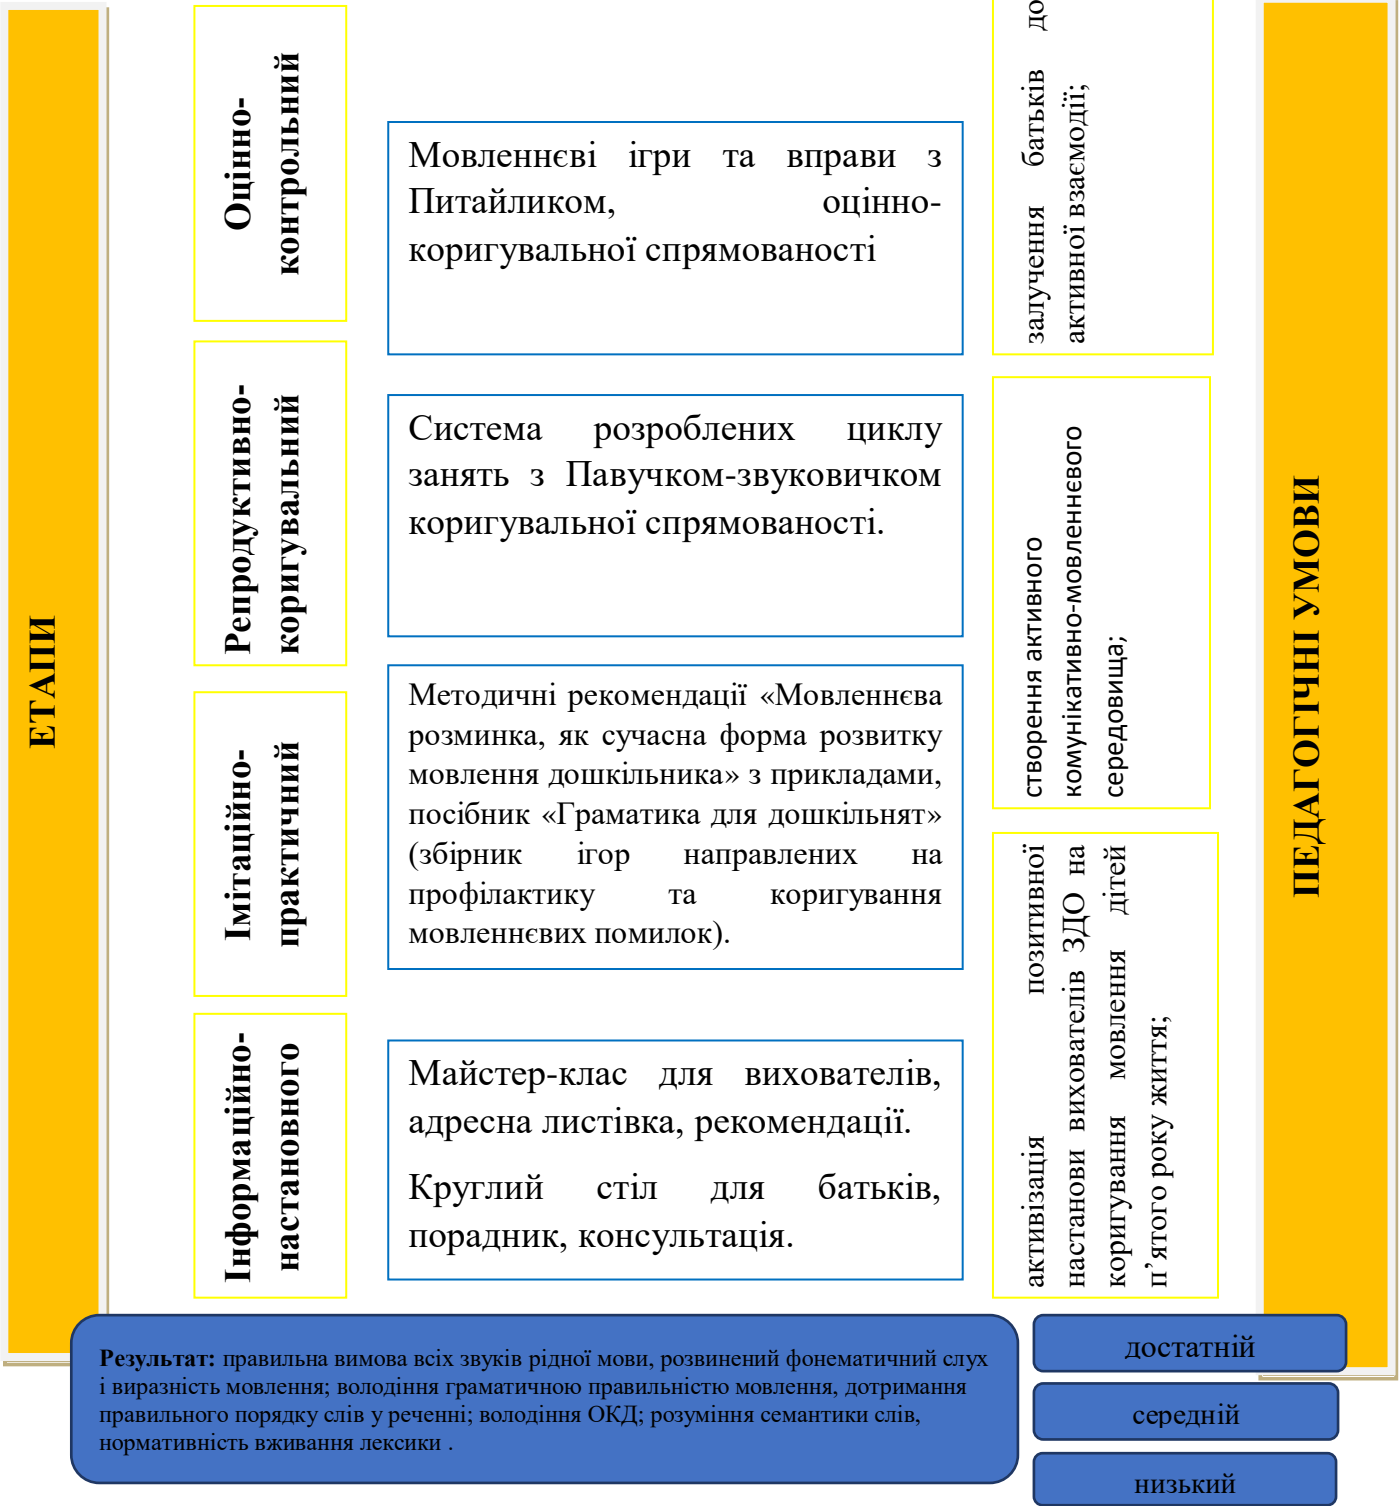 ЕТАПИ
Оцінно-
контрольний
Мовленнєві ігри та вправи з
Питайликом, оцінно-
коригувальної спрямованості
залучення батьків до
активної взаємодії;
Репродуктивно-
коригувальний
Система розроблених циклу
занять з Павучком-звуковичком
коригувальної спрямованості.
створення активного
комунікативно-мовленнєвого
середовища;
Імітаційно-
практичний
Методичні рекомендації «Мовленнєва
розминка, як сучасна форма розвитку
мовлення дошкільника» з прикладами,
посібник «Граматика для дошкільнят»
(збірник ігор направлених на
профілактику та коригування
мовленнєвих помилок).
активізація позитивної
настанови вихователів ЗДО на
коригування мовлення дітей
п’ятого року життя;
Інформаційно-
настановного
Майстер-клас для вихователів,
адресна листівка, рекомендації.
Круглий стіл для батьків,
порадник, консультація.
ПЕДАГОГІЧНІ УМОВИ
Результат: правильна вимова всіх звуків рідної мови, розвинений фонематичний слух
і виразність мовлення; володіння граматичною правильністю мовлення, дотримання
правильного порядку слів у реченні; володіння ОКД; розуміння семантики слів,
нормативність вживання лексики .
достатній
середній
низький